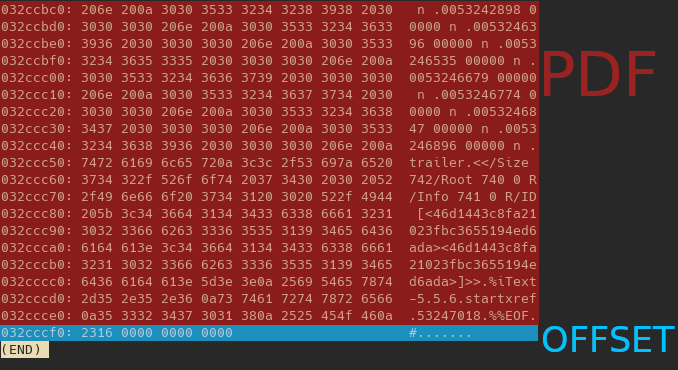 032ccbc0: 206e 200a 3030 3533 3234 3238 3938 2030   n .0053242898 0
032ccbd0: 3030 3030 206e 200a 3030 3533 3234 3633  0000 n .00532463
032ccbe0: 3936 2030 3030 3030 206e 200a 3030 3533  96 00000 n .0053
032ccbf0: 3234 3635 3335 2030 3030 3030 206e 200a  246535 00000 n .
032ccc00: 3030 3533 3234 3636 3739 2030 3030 3030  0053246679 00000
032ccc10: 206e 200a 3030 3533 3234 3637 3734 2030   n .0053246774 0
032ccc20: 3030 3030 206e 200a 3030 3533 3234 3638  0000 n .00532468
032ccc30: 3437 2030 3030 3030 206e 200a 3030 3533  47 00000 n .0053
032ccc40: 3234 3638 3936 2030 3030 3030 206e 200a  246896 00000 n .
032ccc50: 7472 6169 6c65 720a 3c3c 2f53 697a 6520  trailer.<</Size 
032ccc60: 3734 322f 526f 6f74 2037 3430 2030 2052  742/Root 740 0 R
032ccc70: 2f49 6e66 6f20 3734 3120 3020 522f 4944  /Info 741 0 R/ID
032ccc80: 205b 3c34 3664 3134 3433 6338 6661 3231   [<46d1443c8fa21
032ccc90: 3032 3366 6263 3336 3535 3139 3465 6436  023fbc3655194ed6
032ccca0: 6164 613e 3c34 3664 3134 3433 6338 6661  ada><46d1443c8fa
032cccb0: 3231 3032 3366 6263 3336 3535 3139 3465  21023fbc3655194e
032cccc0: 6436 6164 613e 5d3e 3e0a 2569 5465 7874  d6ada>]>>.%iText
032cccd0: 2d35 2e35 2e36 0a73 7461 7274 7872 6566  -5.5.6.startxref
032ccce0: 0a35 3332 3437 3031 380a 2525 454f 460a  .53247018.%%EOF.
032cccf0: 2316 0000 0000 0000  #.......
(END)
PDF
OFFSET